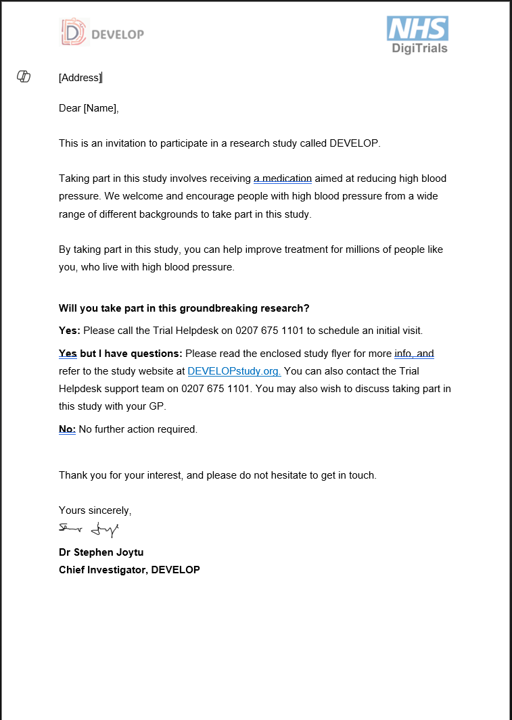 DEVELOP
NHS
DigiTrials
[Address]
Dear [Name],
This is an invitation to participate in a research study called DEVELOP.
Taking part in this study involves receiving a medication aimed at reducing high blood
pressure. We welcome and encourage people with high blood pressure from a wide
range of different backgrounds to take part in this study.
By taking part in this study, you can help improve treatment for millions of people like
you, who live with high blood pressure.
Will you take part in this groundbreaking research?
Yes: Please call the Trial Helpdesk on 0207 675 1101 to schedule an initial visit.
Yes but I have questions: Please read the enclosed study flyer for more info, and
refer to the study website at DEVELOPstudy.org. You can also contact the Trial
Helpdesk support team on 0207 675 1101. You may also wish to discuss taking part in
this study with your GP.
No: No further action required.
Thank you for your interest, and please do not hesitate to get in touch.
Yours sincerely,
Dr Stephen Joytu
Chief Investigator, DEVELOP